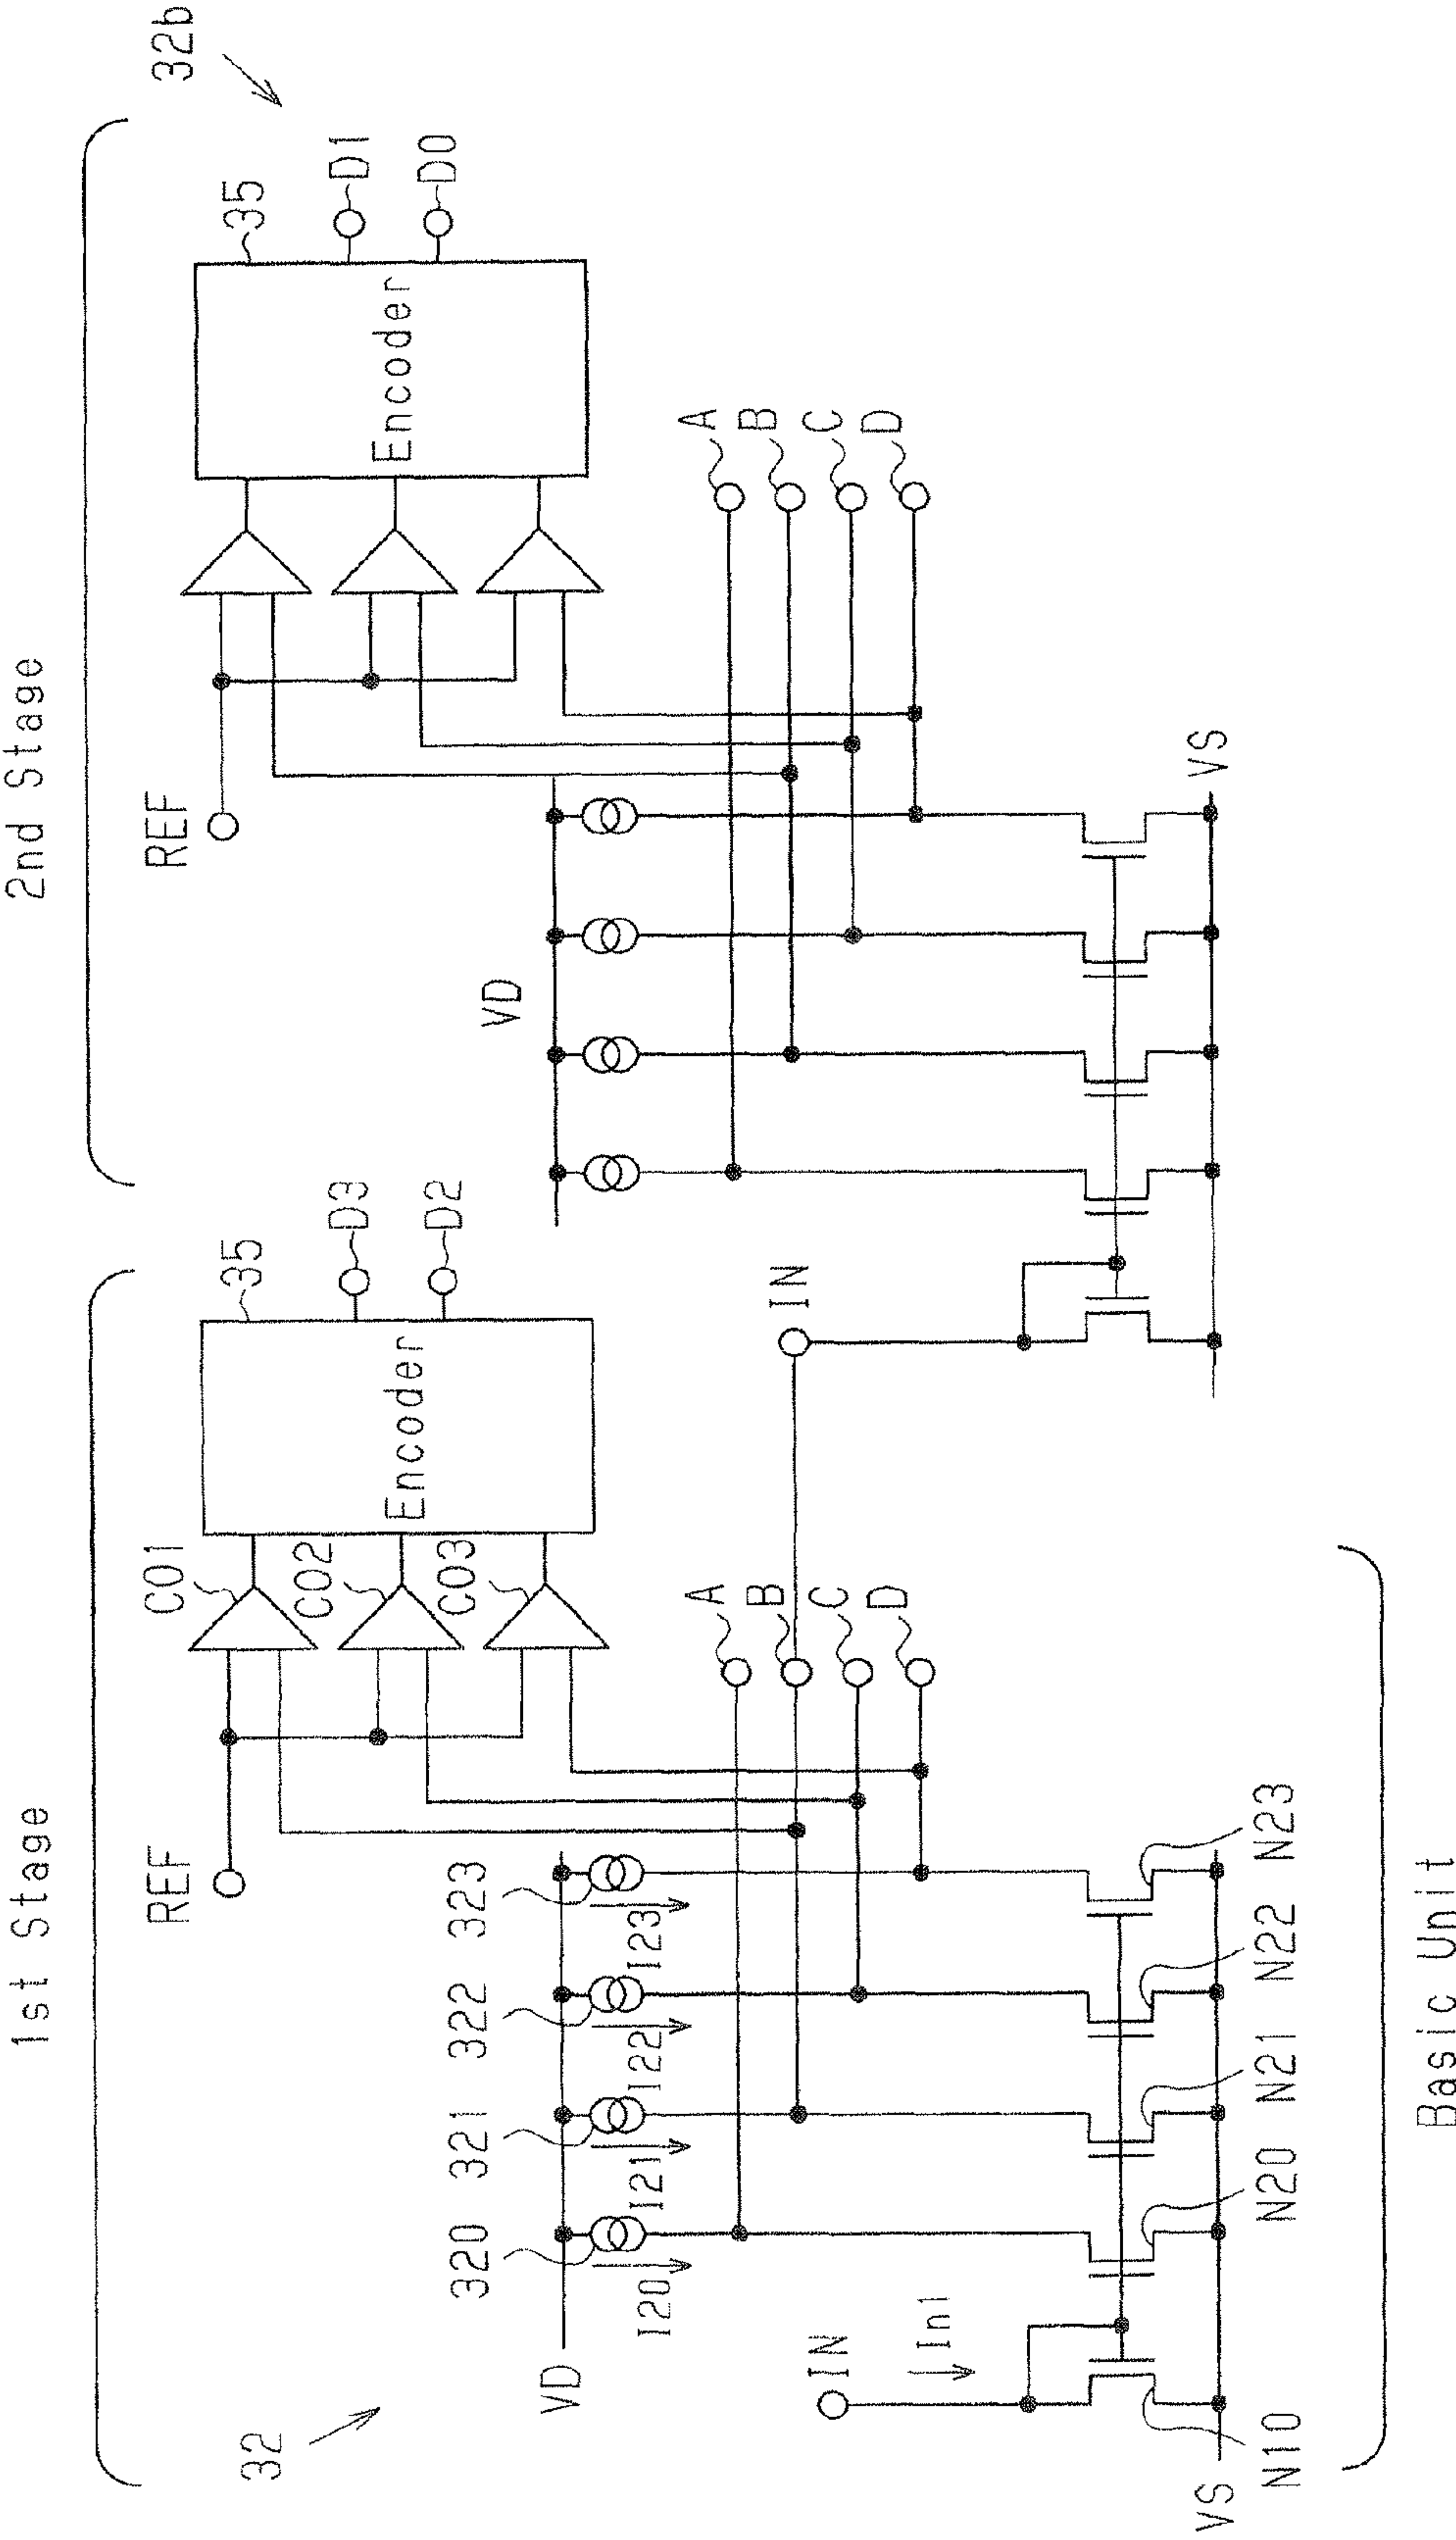 1st Stage
2nd Stage
32
32b
REF
CO1
CO2
CO3
35
Encoder
D3
D2
REF
35
Encoder
D1
D0
VD
320
321
322
323
I20
I21
I22
I23
A
B
C
D
IN
In1
VS
N10
N20
N21
N22
N23
VD
A
B
C
D
IN
VS
Basic Unit